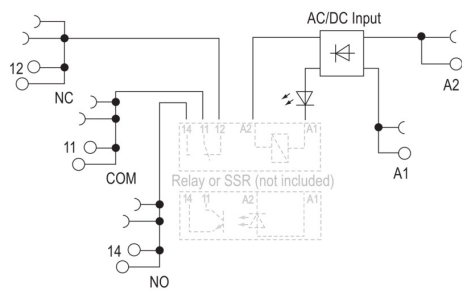 AC/DC Input
12
NC
A2
14 11 12 A2 A1
11
COM
A1
Relay or SSR (not included)
14 11 A2 A1
14
NO